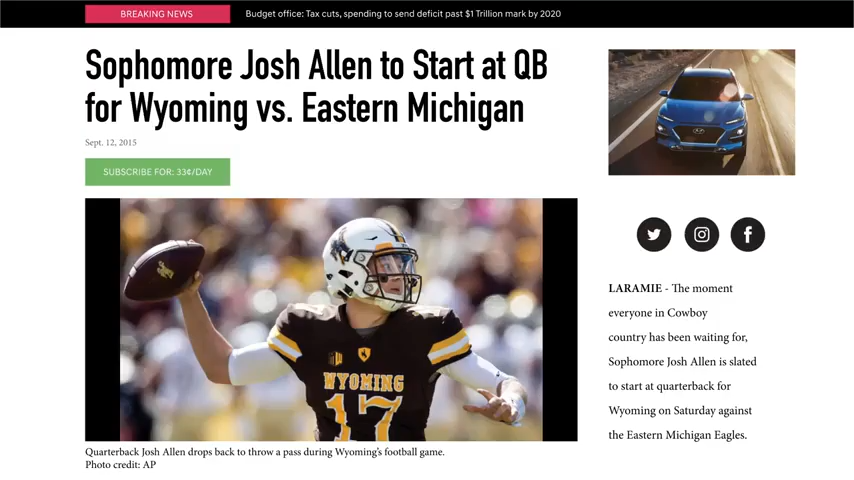 BREAKING NEWS
Budget office: Tax cuts, spending to send deficit past $1 Trillion mark by 2020
Sophomore Josh Allen to Start at QB
for Wyoming vs. Eastern Michigan
Sept. 12, 2015
SUBSCRIBE FOR: 33¢/DAY
WYOMING
17
Quarterback Josh Allen drops back to throw a pass during Wyoming's football game.
Photo credit: AP
LARAMIE - The moment
everyone in Cowboy
country has been waiting for,
Sophomore Josh Allen is slated
to start at quarterback for
Wyoming on Saturday against
the Eastern Michigan Eagles.